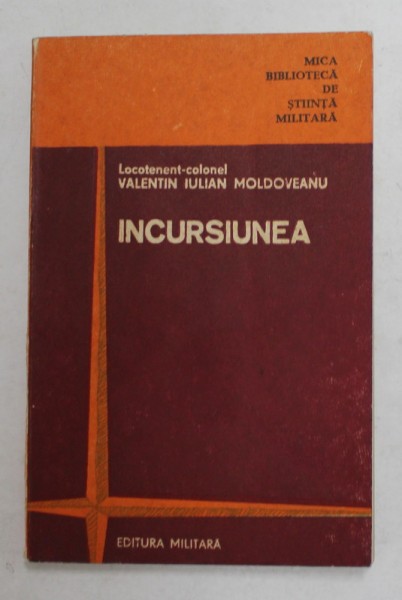 MICA
BIBLIOTECĂ
DE
ȘTIINȚĂ
MILITARĂ
Locotenent-colonel
VALENTIN IULIAN MOLDOVEANU
INCURSIUNEA
EDITURA MILITARĂ